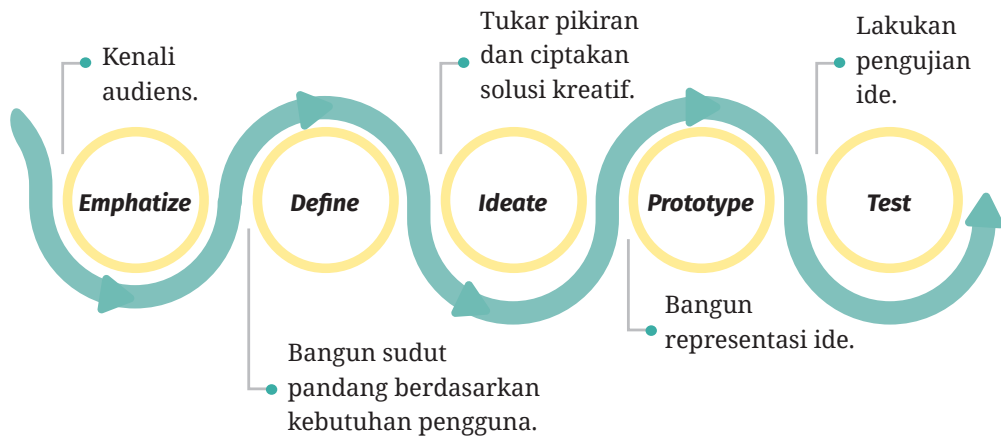 Kenali
audiens.
Tukar pikiran
dan ciptakan
solusi kreatif.
Lakukan
pengujian
ide.
Emphatize
Define
Ideate
Prototype
Test
Bangun sudut
pandang berdasarkan
kebutuhan pengguna.
Bangun
representasi ide.